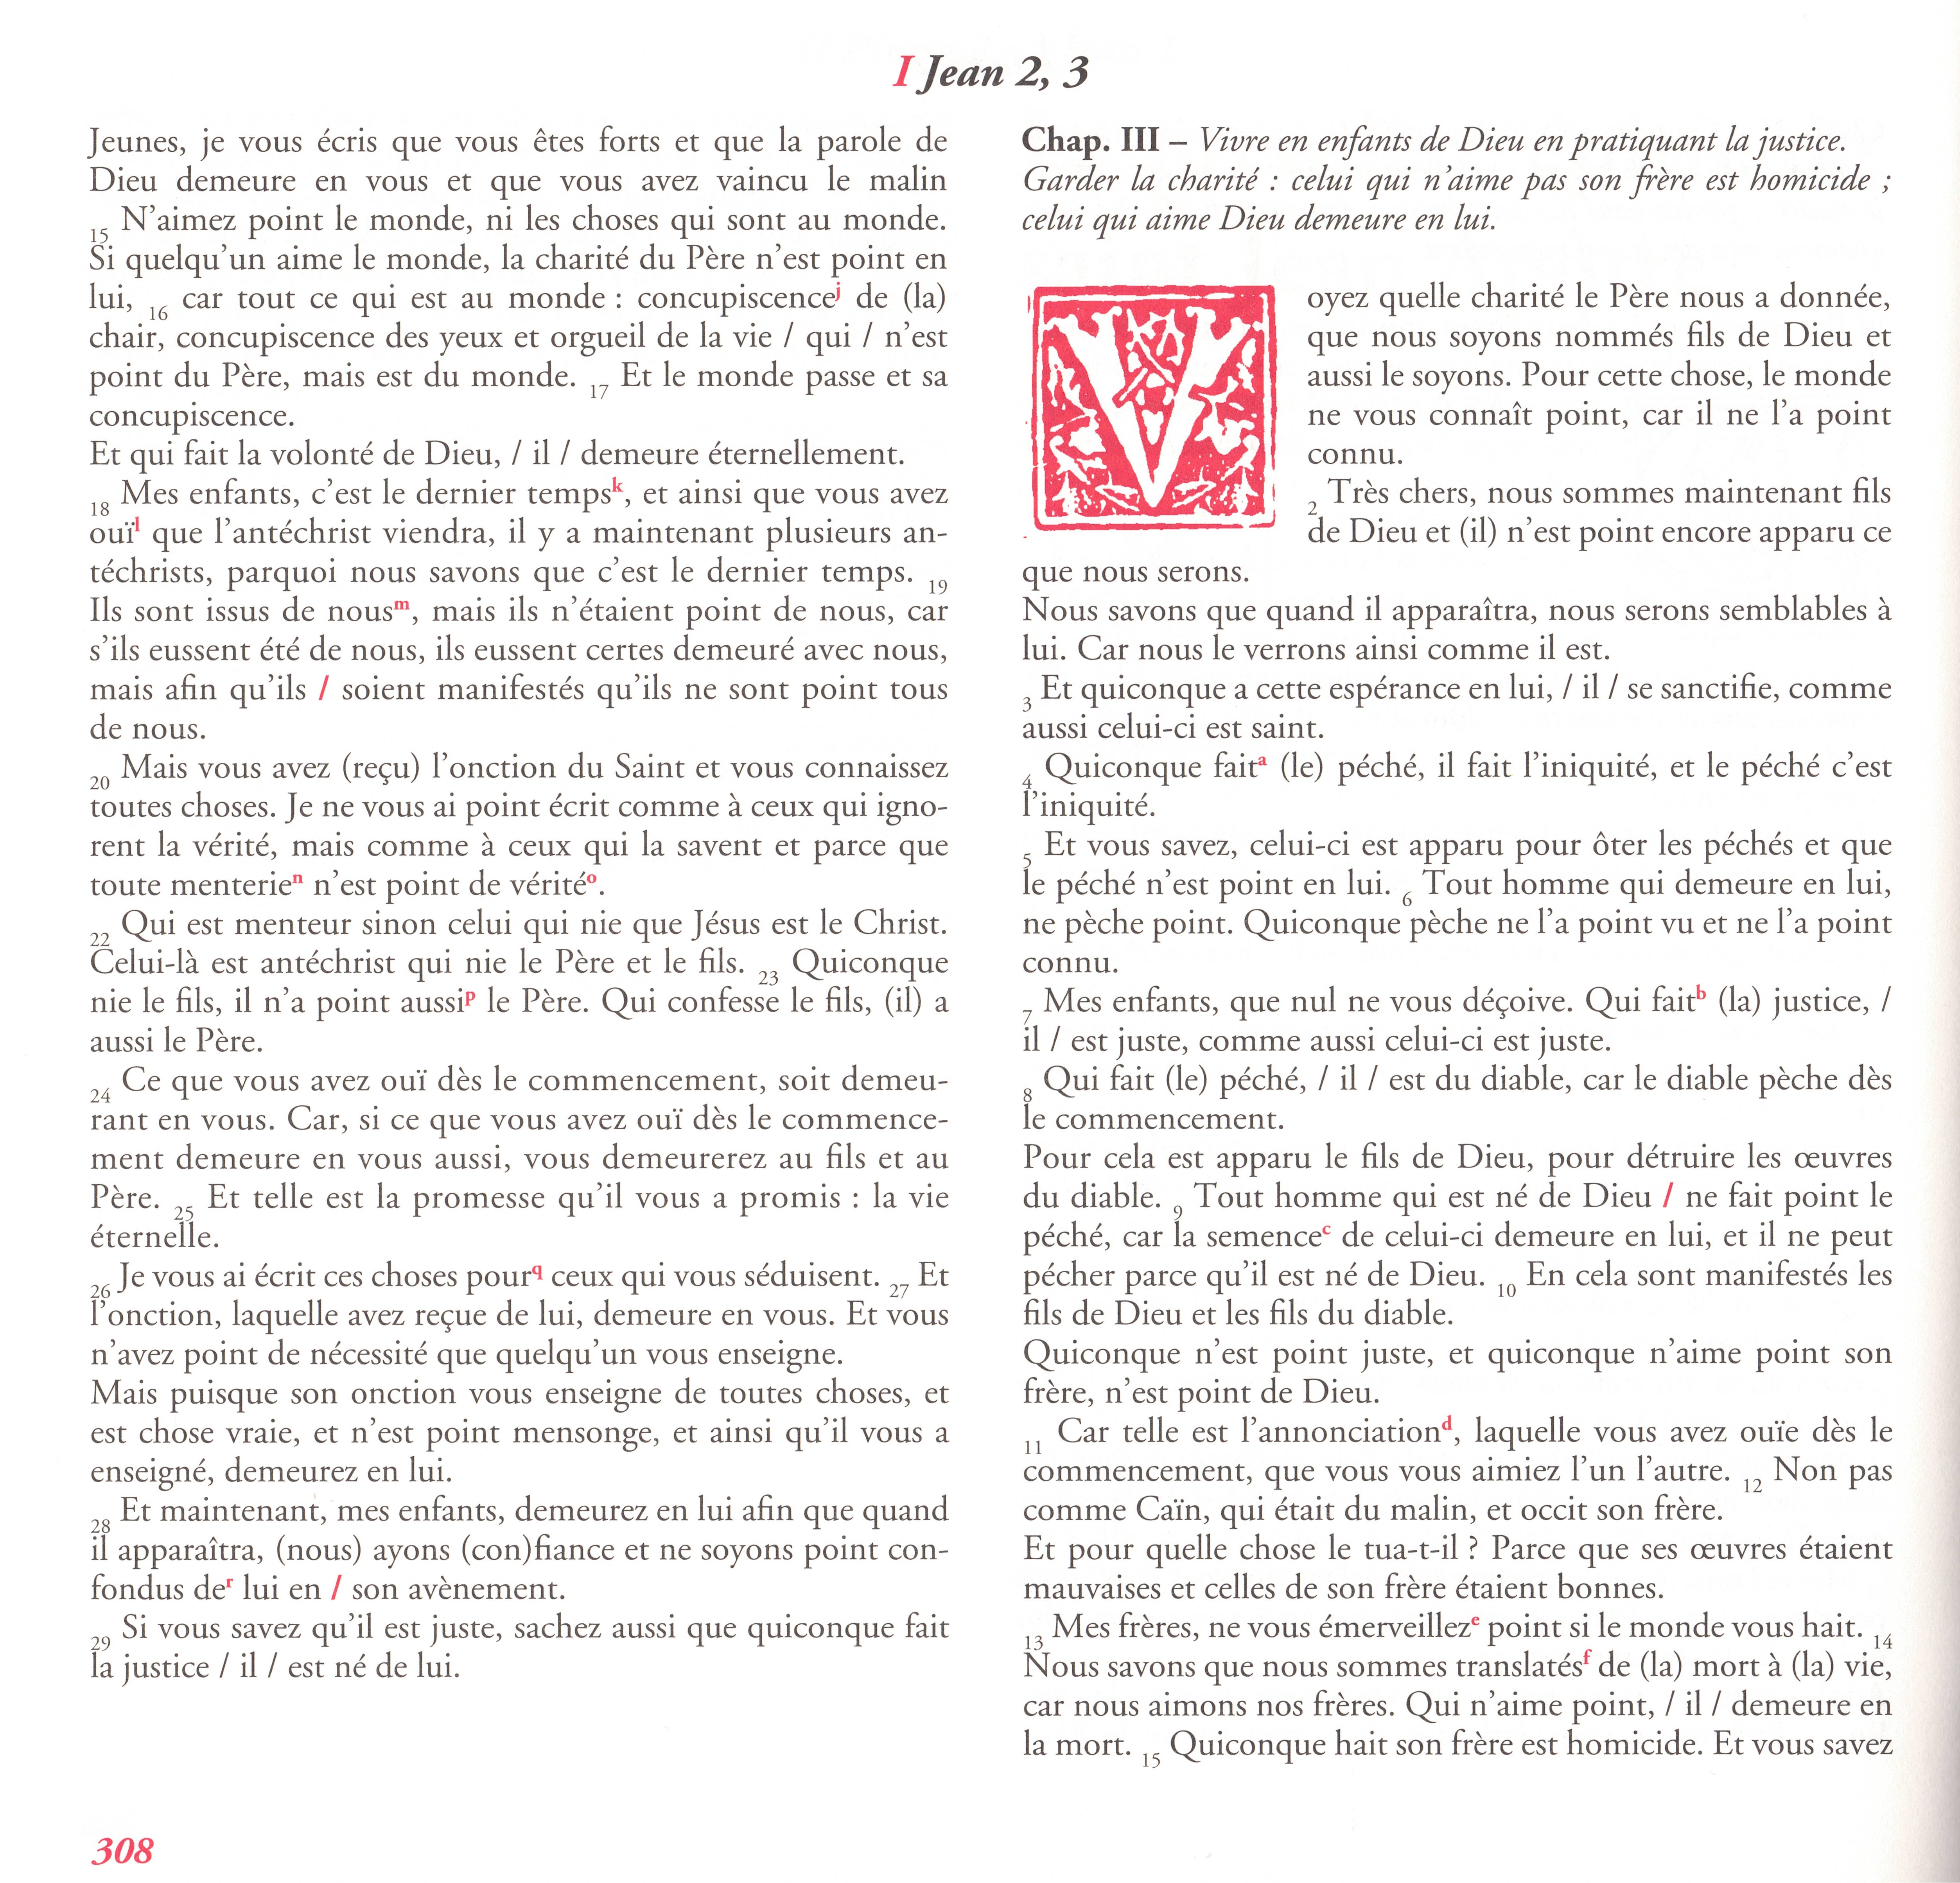 I Jean 2, 3
Jeunes, je vous écris que vous êtes forts et que la parole de
Dieu demeure en vous et que vous avez vaincu le malin
15 N’aimez point le monde, ni les choses qui sont au monde.
Si quelqu’un aime le monde, la charité du Père n’est point en
lui, 16 car tout ce qui est au monde : concupiscencej de (la)
chair, concupiscence des yeux et orgueil de la vie / qui / n’est
point du Père, mais est du monde. 17 Et le monde passe et sa
concupiscence.
Et qui fait la volonté de Dieu, / il / demeure éternellement.
18 Mes enfants, c’est le dernier tempsk, et ainsi que vous avez
ouïl que l’antéchrist viendra, il y a maintenant plusieurs an-
téchrists, parquoi nous savons que c’est le dernier temps. 19
Ils sont issus de nousm, mais ils n’étaient point de nous, car
s’ils eussent été de nous, ils eussent certes demeuré avec nous,
mais afin qu’ils / soient manifestés qu’ils ne sont point tous
de nous.
20 Mais vous avez (reçu) l’onction du Saint et vous connaissez
toutes choses. Je ne vous ai point écrit comme à ceux qui igno-
rent la vérité, mais comme à ceux qui la savent et parce que
toute menterien n’est point de véritéo.
22 Qui est menteur sinon celui qui nie que Jésus est le Christ.
Celui-là est antéchrist qui nie le Père et le fils. 23 Quiconque
nie le fils, il n’a point aussip le Père. Qui confesse le fils, (il) a
aussi le Père.
24 Ce que vous avez ouï dès le commencement, soit demeu-
rant en vous. Car, si ce que vous avez ouï dès le commence-
ment demeure en vous aussi, vous demeurerez au fils et au
Père. 25 Et telle est la promesse qu’il vous a promis : la vie
éternelle.
26 Je vous ai écrit ces choses pourq ceux qui vous séduisent. 27 Et
l’onction, laquelle avez reçue de lui, demeure en vous. Et vous
n’avez point de nécessité que quelqu’un vous enseigne.
Mais puisque son onction vous enseigne de toutes choses, et
est chose vraie, et n’est point mensonge, et ainsi qu’il vous a
enseigné, demeurez en lui.
28 Et maintenant, mes enfants, demeurez en lui afin que quand
il apparaîtra, (nous) ayons (con)fiance et ne soyons point con-
fondus der lui en / son avènement.
29 Si vous savez qu’il est juste, sachez aussi que quiconque fait
la justice / il / est né de lui.
308
Chap. III – Vivre en enfants de Dieu en pratiquant la justice.
Garder la charité : celui qui n’aime pas son frère est homicide ;
celui qui aime Dieu demeure en lui.
Voyez quelle charité le Père nous a donnée,
que nous soyons nommés fils de Dieu et
aussi le soyons. Pour cette chose, le monde
ne vous connaît point, car il ne l’a point
connu.
2 Très chers, nous sommes maintenant fils
de Dieu et (il) n’est point encore apparu ce
que nous serons.
Nous savons que quand il apparaîtra, nous serons semblables à
lui. Car nous le verrons ainsi comme il est.
3 Et quiconque a cette espérance en lui, / il / se sanctifie, comme
aussi celui-ci est saint.
4 Quiconque faita (le) péché, il fait l’iniquité, et le péché c’est
l’iniquité.
5 Et vous savez, celui-ci est apparu pour ôter les péchés et que
le péché n’est point en lui. 6 Tout homme qui demeure en lui,
ne pèche point. Quiconque pèche ne l’a point vu et ne l’a point
connu.
7 Mes enfants, que nul ne vous déçoive. Qui faitb (la) justice, /
il / est juste, comme aussi celui-ci est juste.
8 Qui fait (le) péché, / il / est du diable, car le diable pèche dès
le commencement.
Pour cela est apparu le fils de Dieu, pour détruire les œuvres
du diable. 9 Tout homme qui est né de Dieu / ne fait point le
péché, car la semencec de celui-ci demeure en lui, et il ne peut
pécher parce qu’il est né de Dieu. 10 En cela sont manifestés les
fils de Dieu et les fils du diable.
Quiconque n’est point juste, et quiconque n’aime point son
frère, n’est point de Dieu.
11 Car telle est l’annonciationd, laquelle vous avez ouïe dès le
commencement, que vous vous aimiez l’un l’autre. 12 Non pas
comme Caïn, qui était du malin, et occit son frère.
Et pour quelle chose le tua-t-il ? Parce que ses œuvres étaient
mauvaises et celles de son frère étaient bonnes.
13 Mes frères, ne vous émerveilleze point si le monde vous hait. 14
Nous savons que nous sommes translatésf de (la) mort à (la) vie,
car nous aimons nos frères. Qui n’aime point, / il / demeure en
la mort. 15 Quiconque hait son frère est homicide. Et vous savez